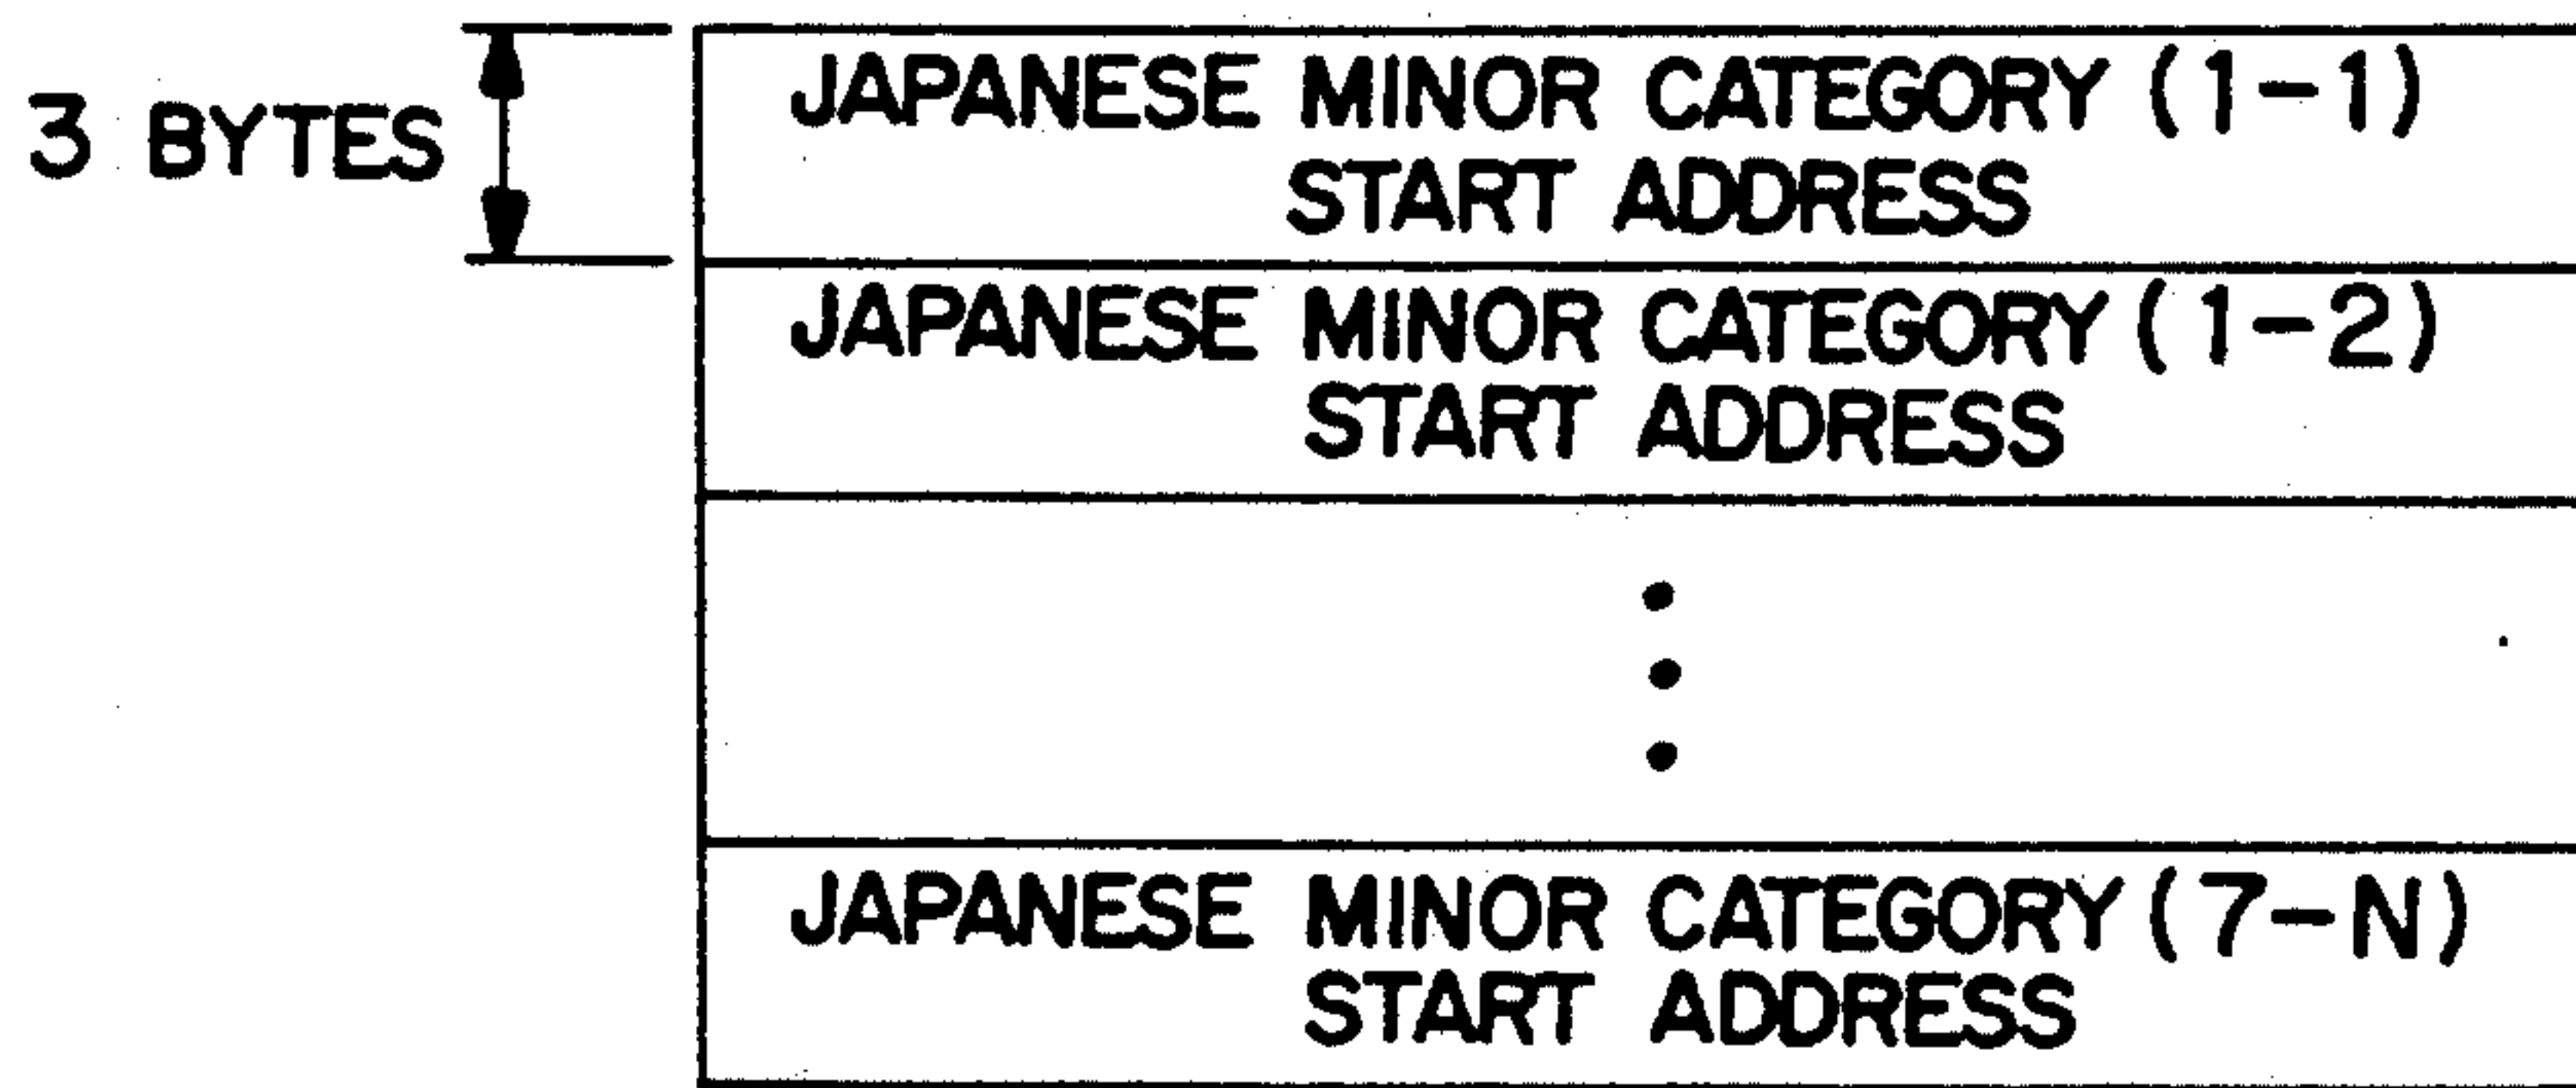 3 BYTES
JAPANESE MINOR CATEGORY (1-1)
START ADDRESS
JAPANESE MINOR CATEGORY (1-2)
START ADDRESS
JAPANESE MINOR CATEGORY (7-N)
START ADDRESS